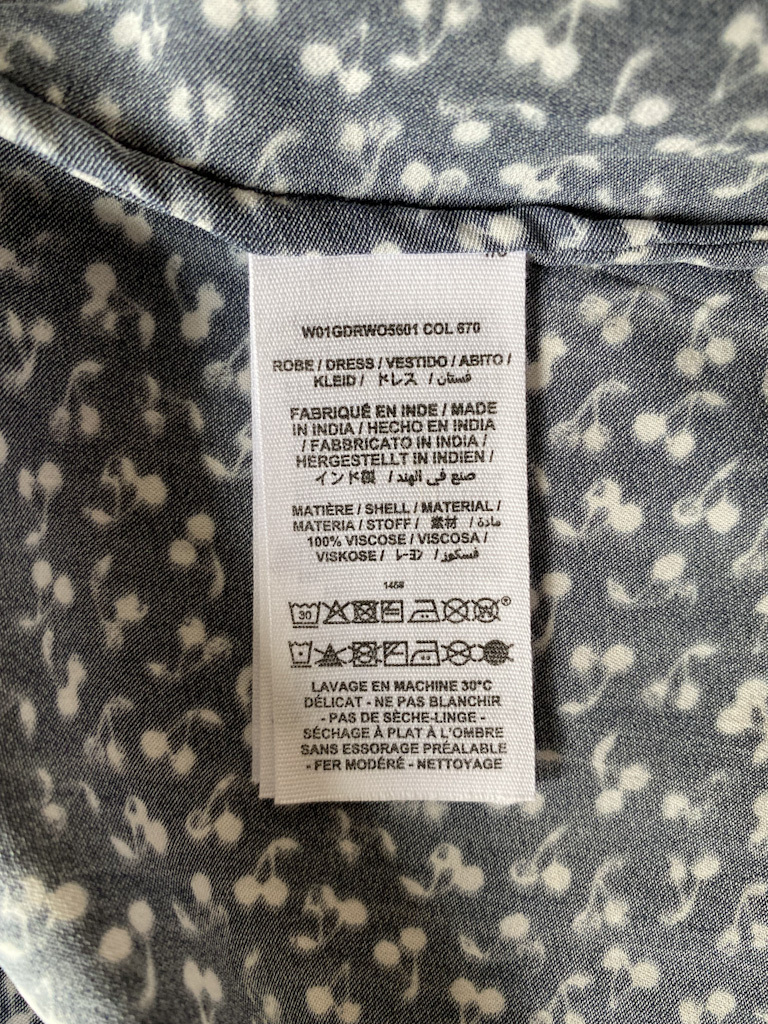 W01GDRWO5601 COL 670
ROBE / DRESS / VESTIDO / ABITO /
KLEID / ドレス / فستان
FABRIQUÉ EN INDE / MADE
IN INDIA / HECHO EN INDIA
/ FABBRICATO IN INDIA /
HERGESTELLT IN INDIEN /
インド製 / صنع في الهند
MATIÈRE / SHELL / MATERIAL /
MATERIA / STOFF / 素材 / مادة
100% VISCOSE / VISCOSA /
VISKOSE / レーヨン / فسكوز
146#
30 W ®
LAVAGE EN MACHINE 30°C
DÉLICAT - NE PAS BLANCHIR
- PAS DE SÈCHE-LINGE -
SÉCHAGE À PLAT À L'OMBRE
SANS ESSORAGE PRÉALABLE
- FER MODÉRÉ - NETTOYAGE